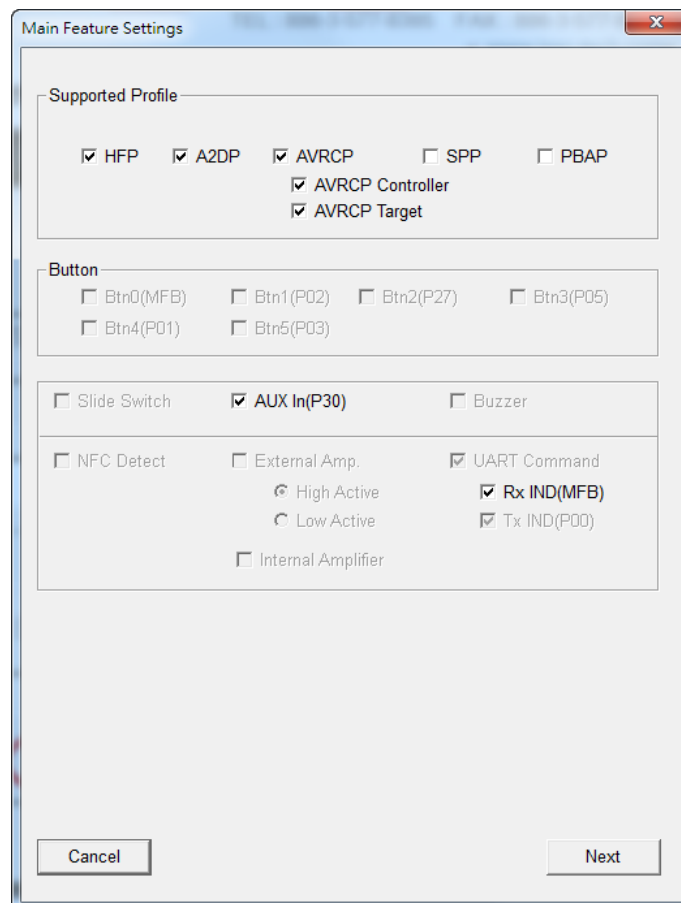 Main Feature Settings
Supported Profile
HFP A2DP AVRCP SPP PBAP
AVRCP Controller
AVRCP Target
Button
Btn0(MFB) Btn1(P02) Btn2(P27) Btn3(P05)
Btn4(P01) Btn5(P03)
Slide Switch AUX In(P30) Buzzer
NFC Detect External Amp. UART Command
High Active Rx IND(MFB)
Low Active Tx IND(P00)
Internal Amplifier
Cancel Next